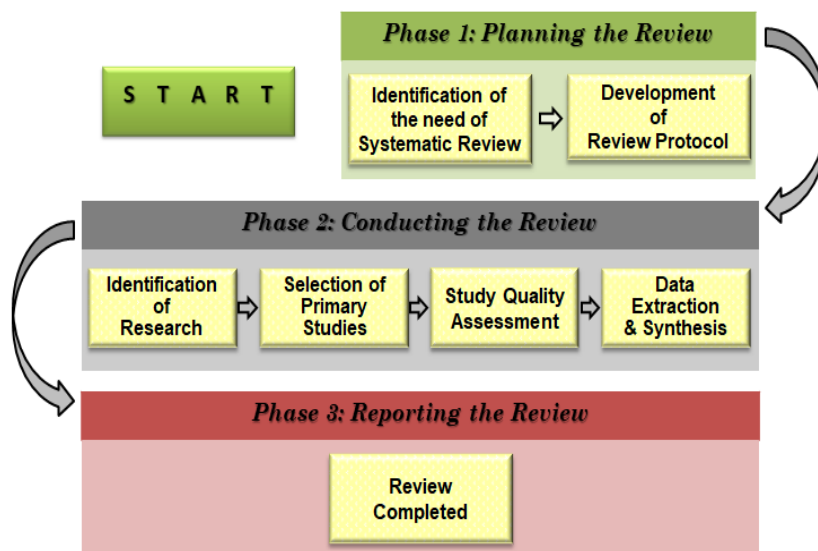 Phase 1: Planning the Review
S T A R T
Identification of
the need of
Systematic Review
Development
of
Review Protocol
Phase 2: Conducting the Review
Identification
of
Research
Selection of
Primary
Studies
Study Quality
Assessment
Data
Extraction
& Synthesis
Phase 3: Reporting the Review
Review
Completed